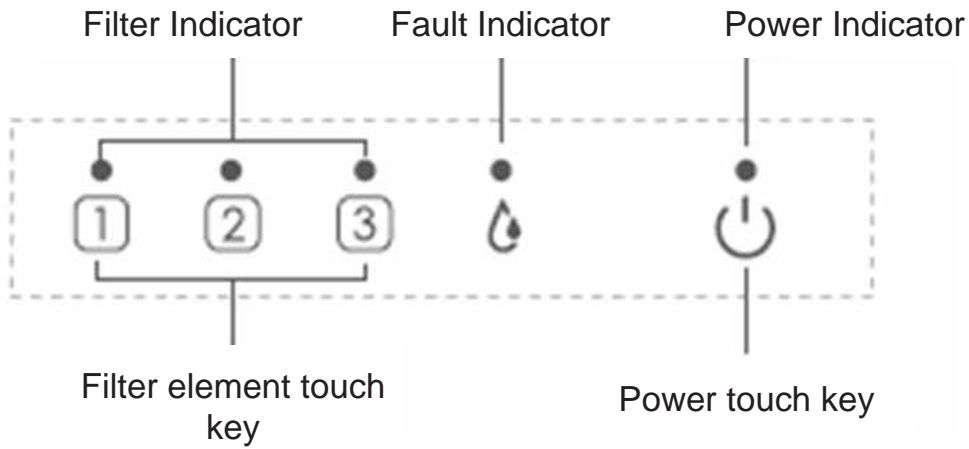 Filter Indicator Fault Indicator Power Indicator
1 2 3
Filter element touch
key
Power touch key